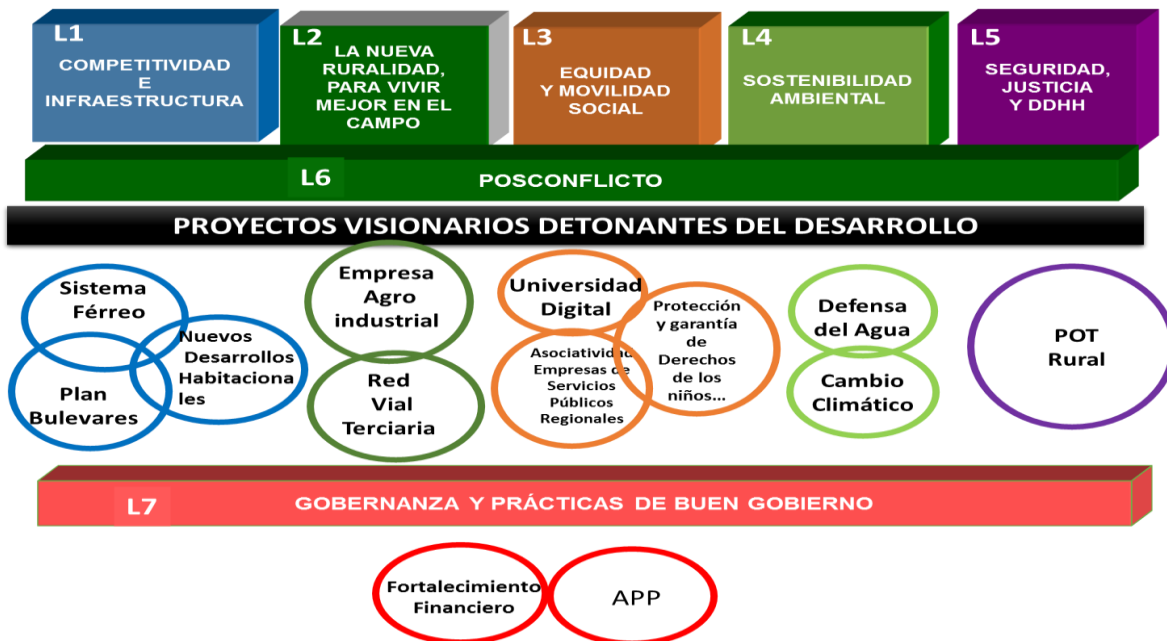 L1
COMPETITIVIDAD
E
INFRAESTRUCTURA
L2
LA NUEVA
RURALIDAD,
PARA VIVIR
MEJOR EN EL
CAMPO
L3
EQUIDAD
Y MOVILIDAD
SOCIAL
L4
SOSTENIBILIDAD
AMBIENTAL
L5
SEGURIDAD,
JUSTICIA
Y DDHH
L6
POSCONFLICTO
PROYECTOS VISIONARIOS DETONANTES DEL DESARROLLO
Sistema
Férreo
Nuevos
Desarrollos
Habitaciona
les
Plan
Bulevares
Empresa
Agro
industrial
Red
Vial
Terciaria
Universidad
Digital
Protección
y garantía
de
Derechos
de los
niños...
Asociatividad
Empresas de
Servicios
Públicos
Regionales
Defensa
del Agua
Cambio
Climático
POT
Rural
L7
GOBERNANZA Y PRÁCTICAS DE BUEN GOBIERNO
Fortalecimiento
Financiero
APP